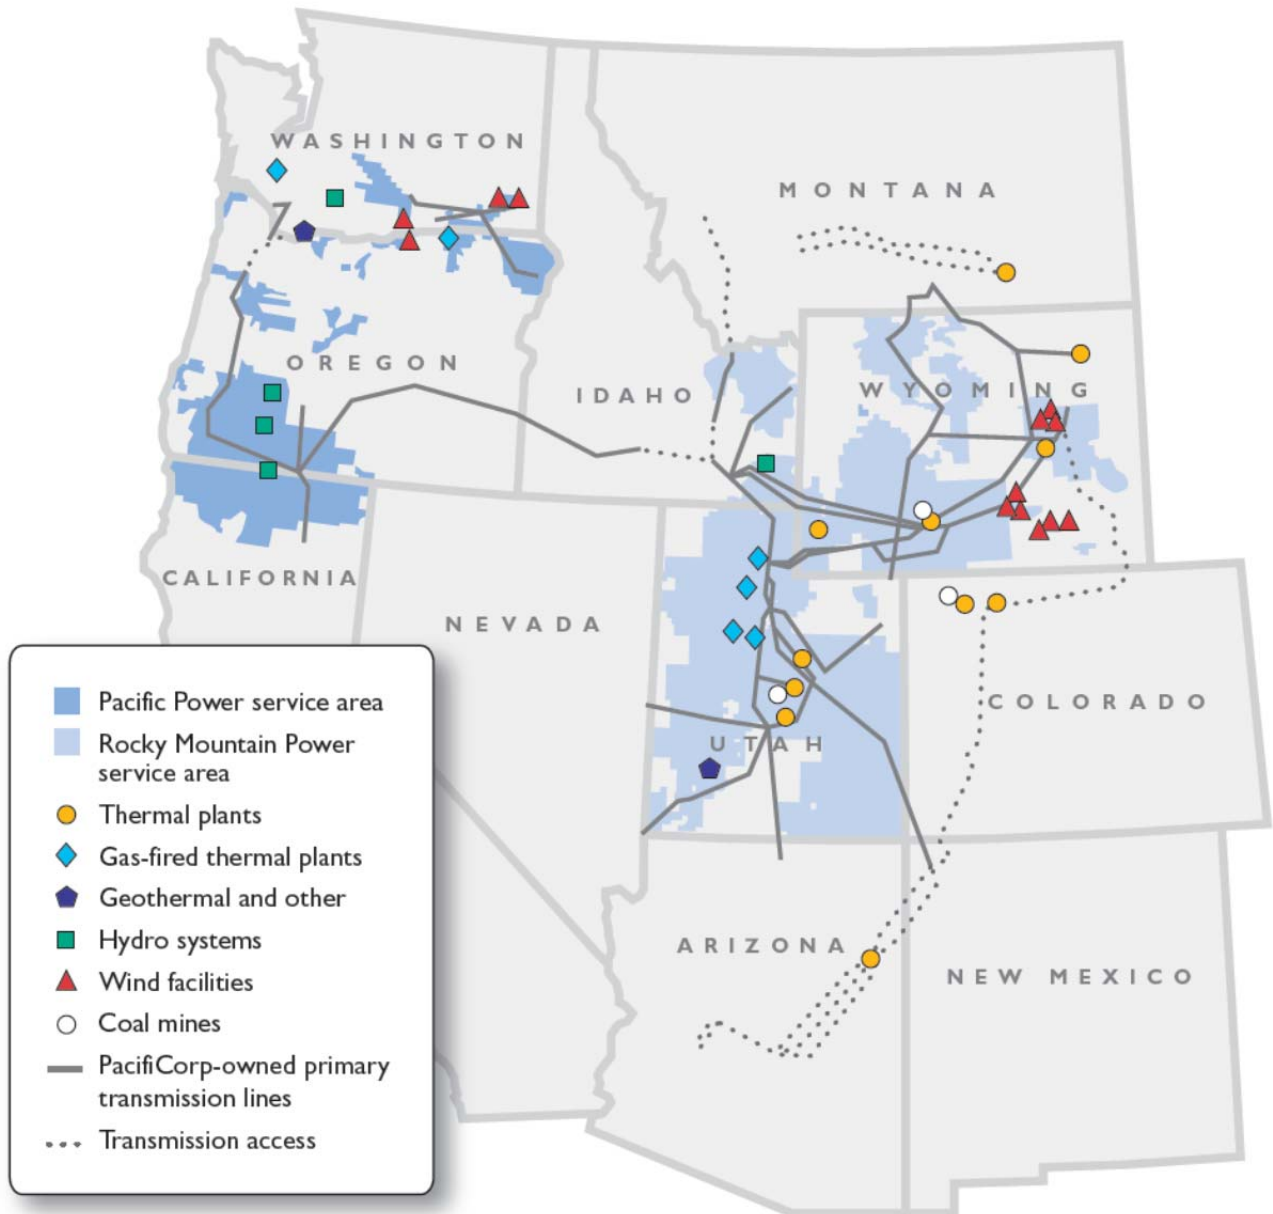 WASHINGTON
MONTANA
OREGON
IDAHO
WYOMING
CALIFORNIA
NEVADA
COLORADO
UTAH
ARIZONA
NEW MEXICO
Pacific Power service area
Rocky Mountain Power
service area
Thermal plants
Gas-fired thermal plants
Geothermal and other
Hydro systems
Wind facilities
Coal mines
PacifiCorp-owned primary
transmission lines
Transmission access